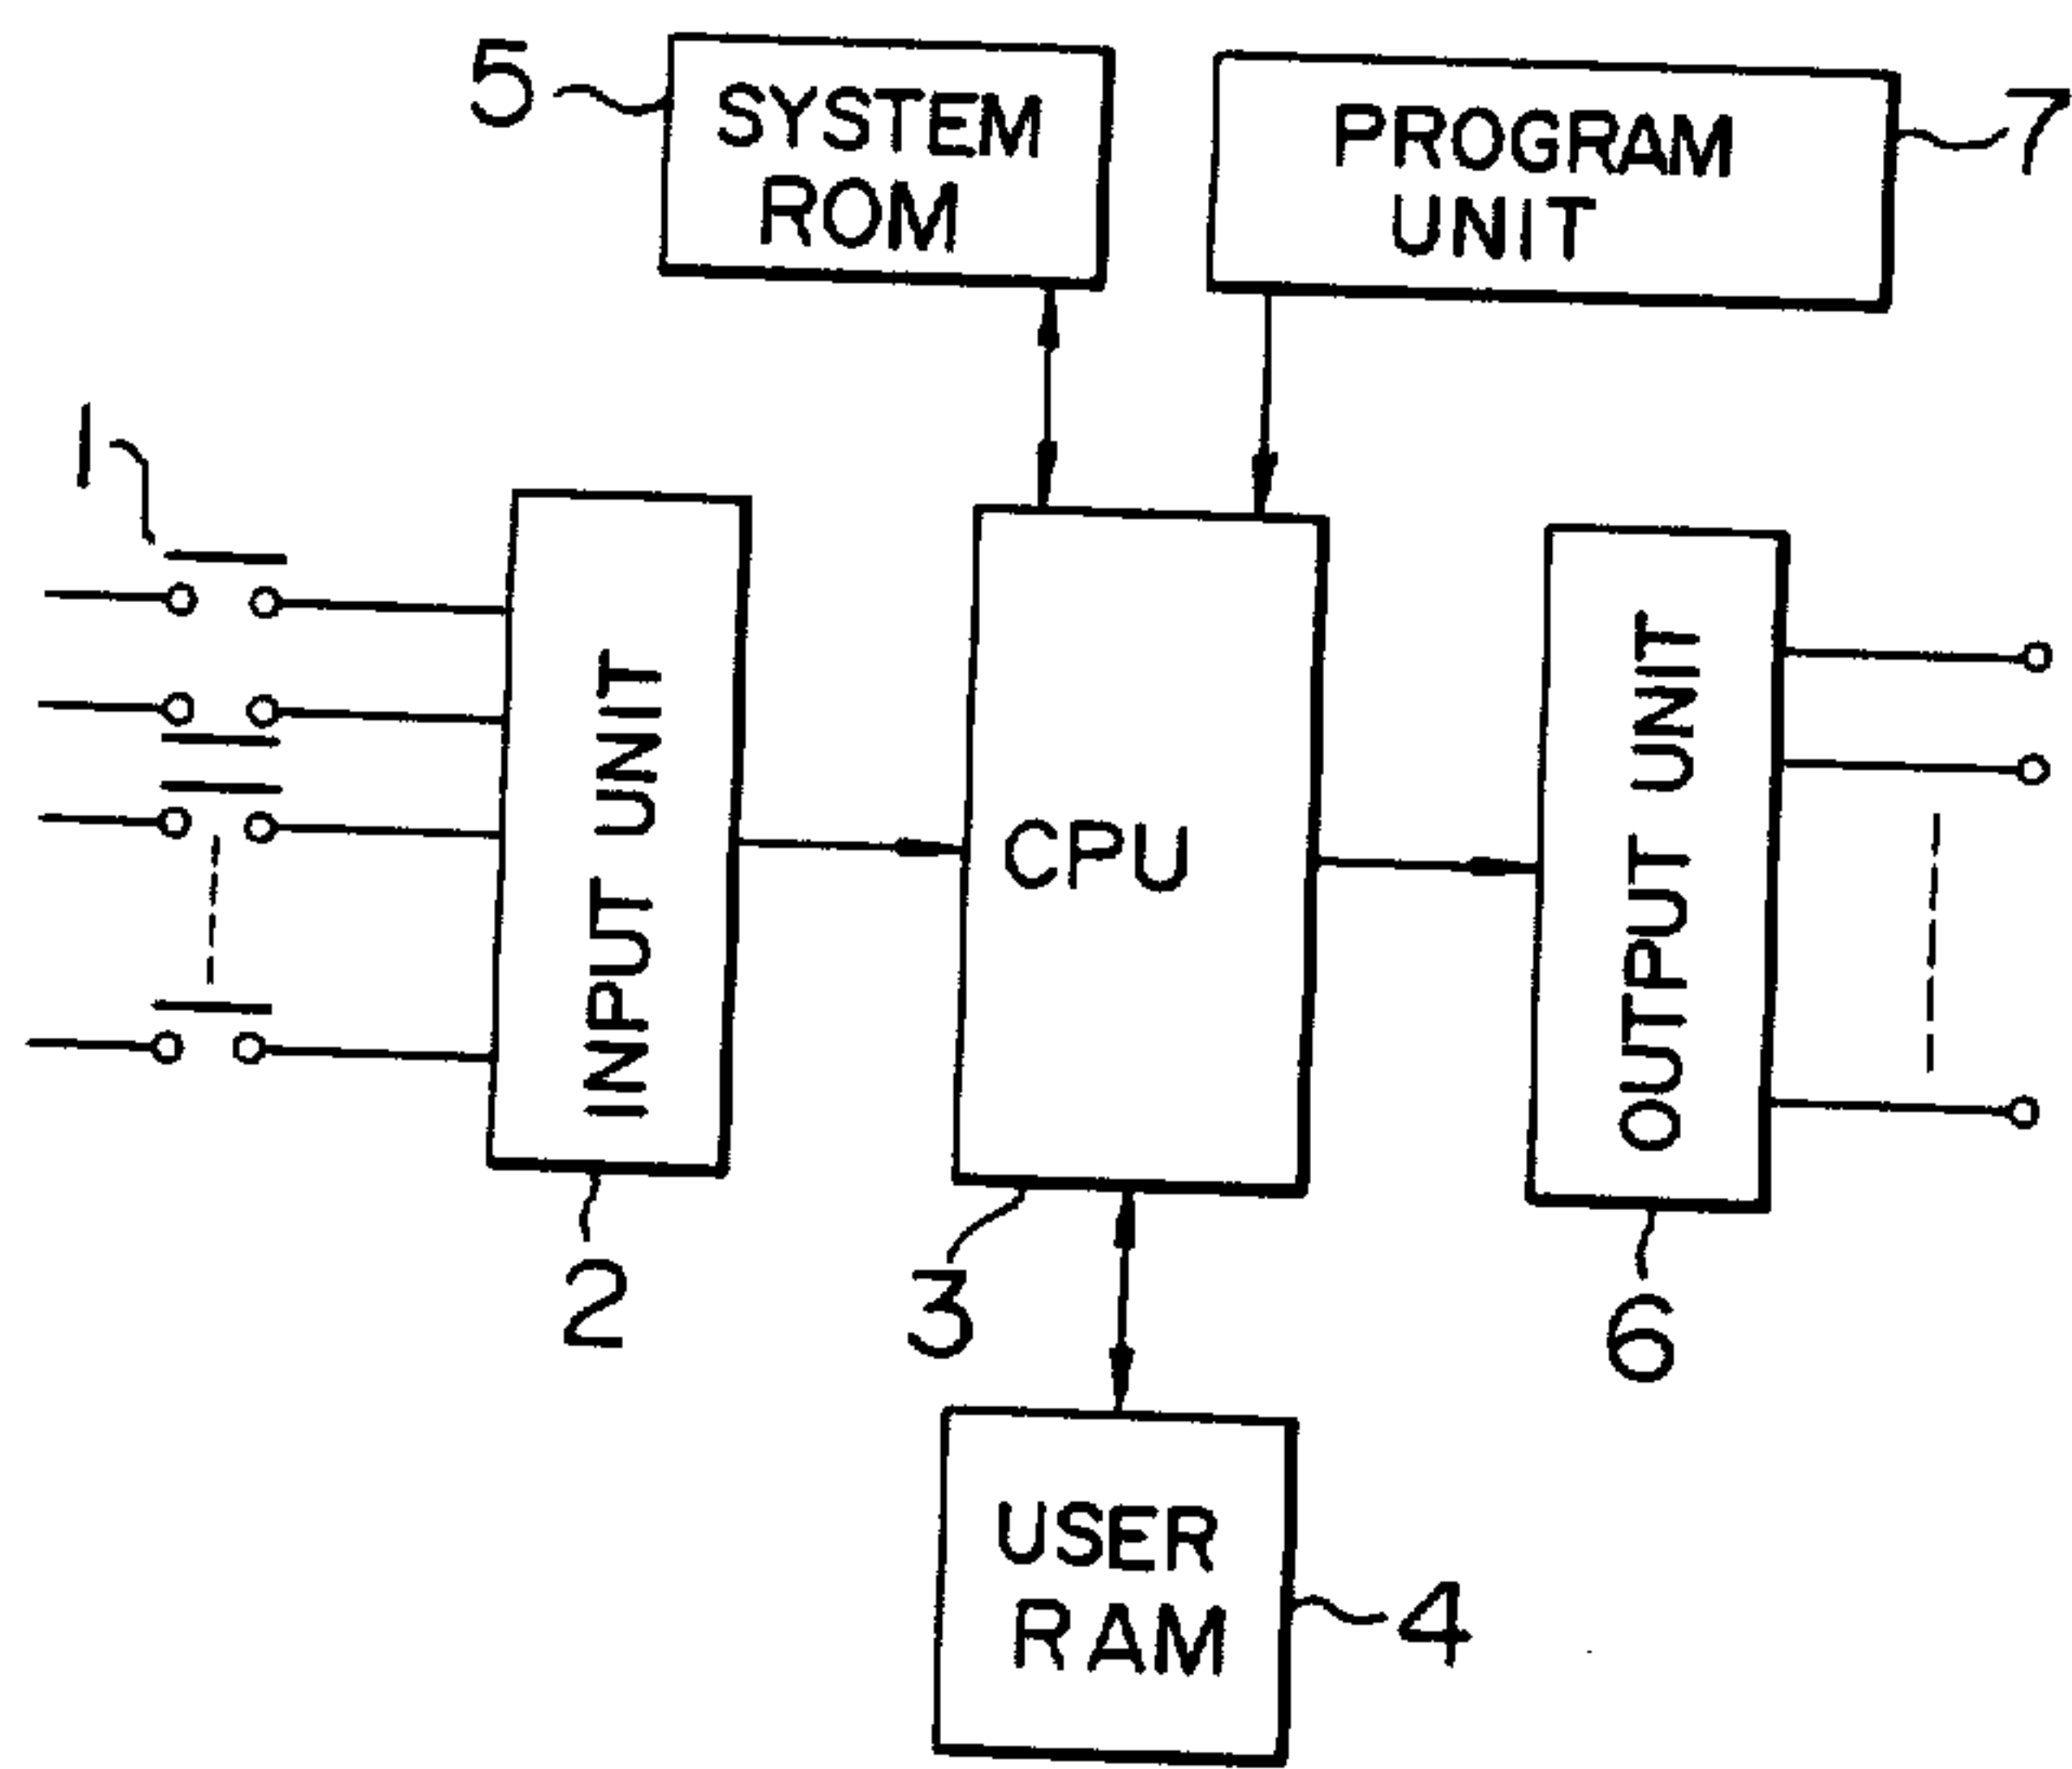 5
SYSTEM
ROM
PROGRAM
UNIT
7
1
INPUT UNIT
CPU
OUTPUT UNIT
2
3
6
USER
RAM
4